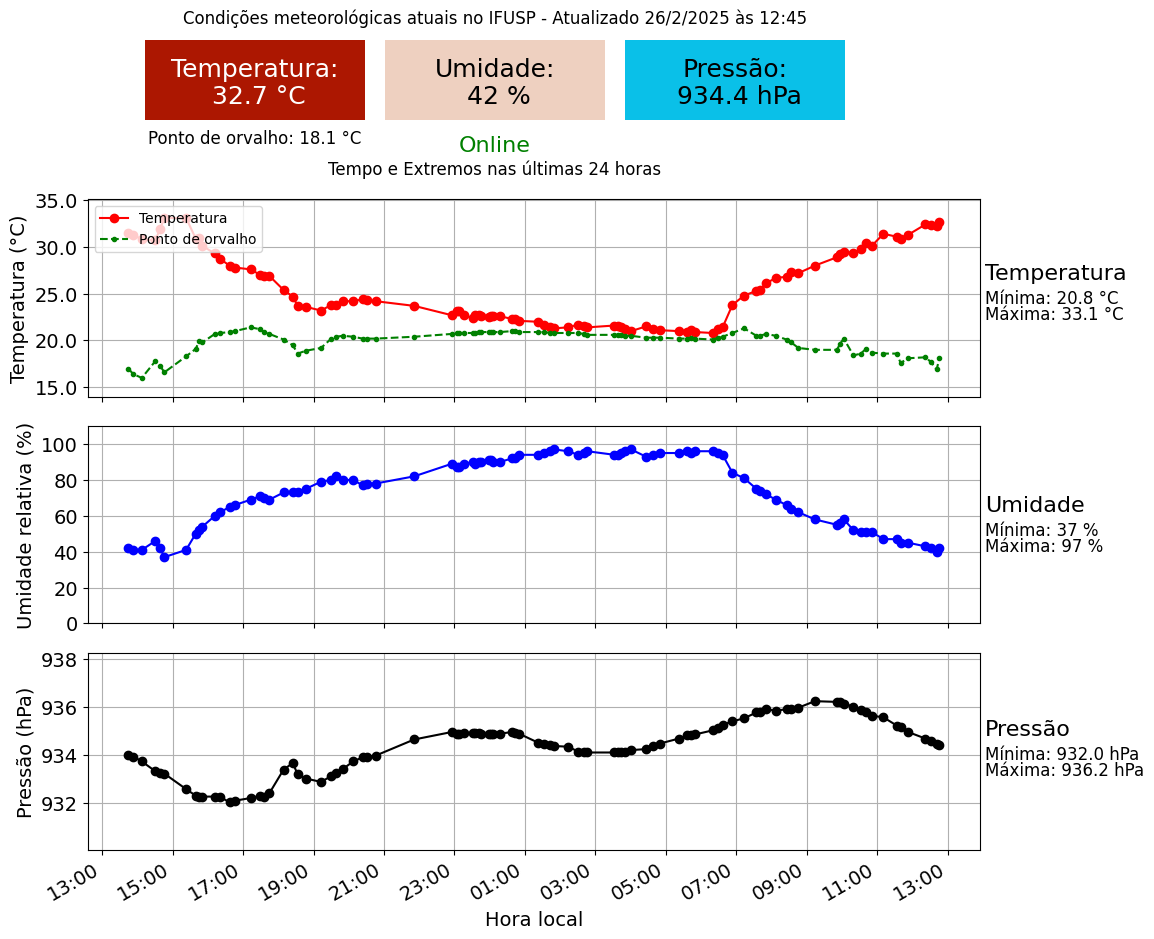 Condições meteorológicas atuais no IFUSP - Atualizado 26/2/2025 às 12:45
Temperatura:
32.7 °C
Umidade:
42 %
Pressão:
934.4 hPa
Ponto de orvalho: 18.1 °C
Online
Tempo e Extremos nas últimas 24 horas
Temperatura (°C)
35.0
30.0
25.0
20.0
15.0
Temperatura
Ponto de orvalho
Temperatura
Mínima: 20.8 °C
Máxima: 33.1 °C
Umidade relativa (%)
100
80
60
40
20
0
Umidade
Mínima: 37 %
Máxima: 97 %
Pressão (hPa)
938
936
934
932
Pressão
Mínima: 932.0 hPa
Máxima: 936.2 hPa
13:00 15:00 17:00 19:00 21:00 23:00 01:00 03:00 05:00 07:00 09:00 11:00 13:00
Hora local